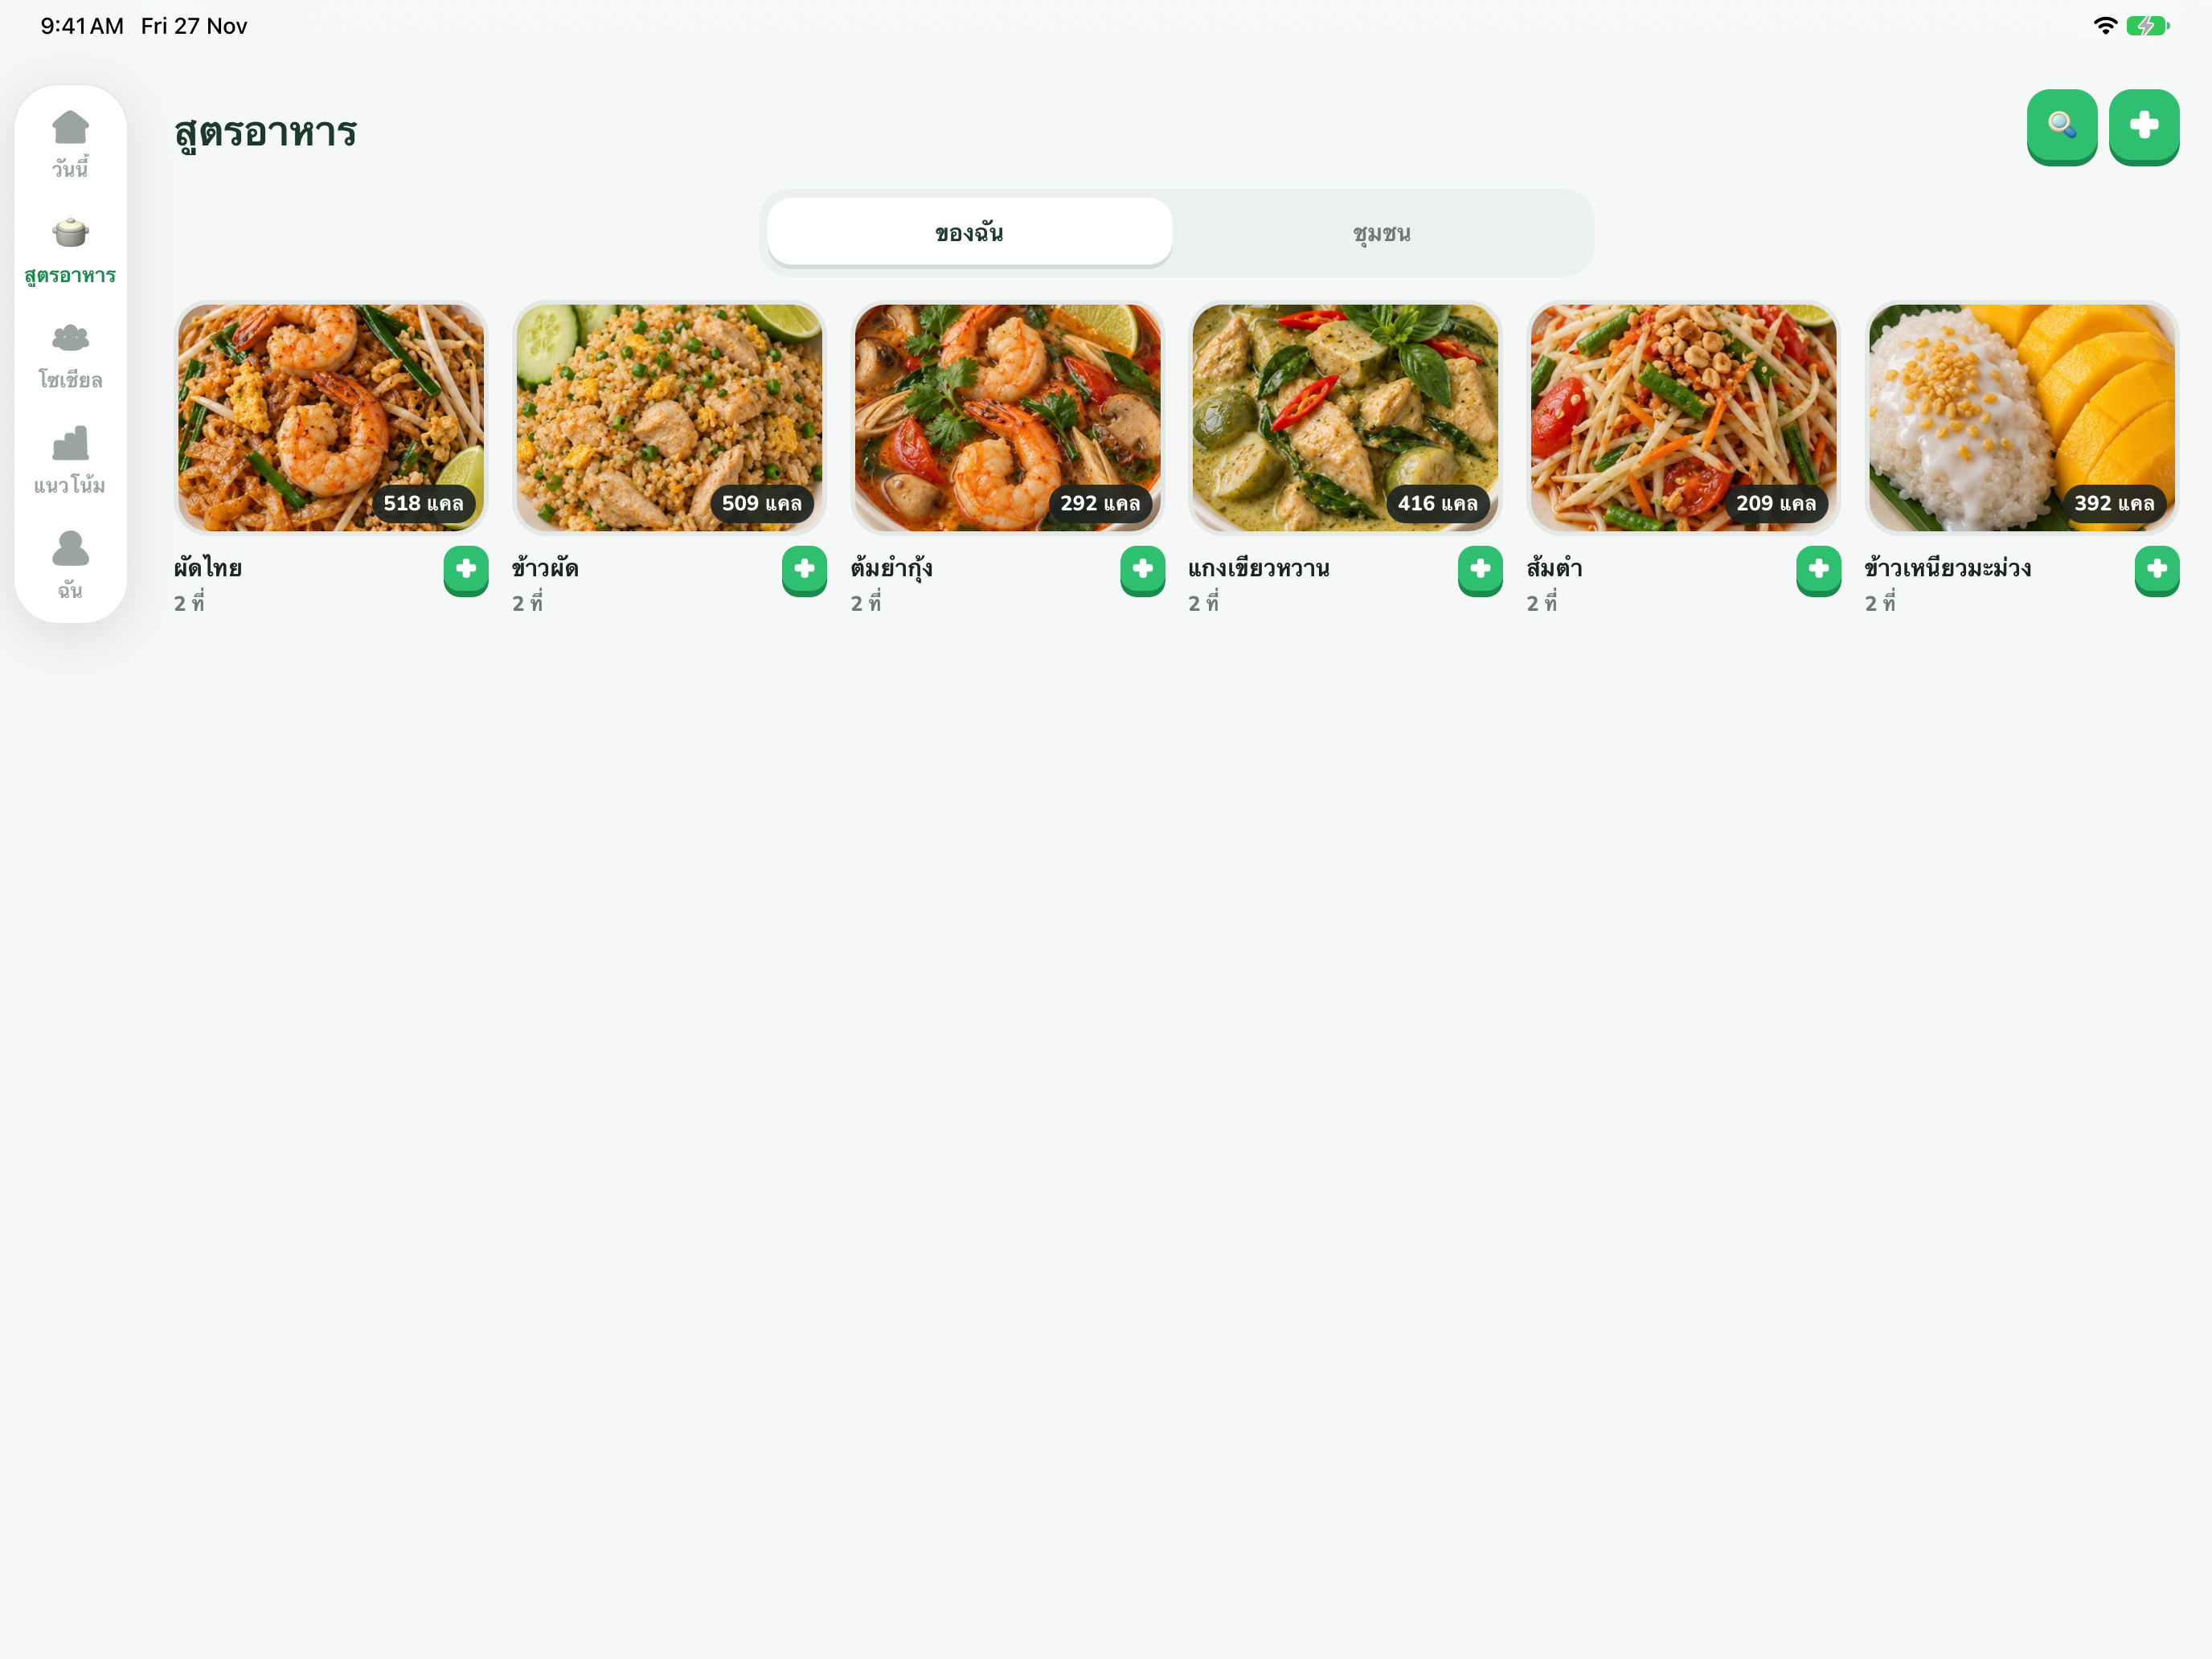 9:41 AM Fri 27 Nov
วันนี้
สูตรอาหาร
โซเชียล
แนวโน้ม
ฉัน
สูตรอาหาร
ของฉัน
ชุมชน
518 แคล
509 แคล
292 แคล
416 แคล
209 แคล
392 แคล
ผัดไทย
2 ที่
ข้าวผัด
2 ที่
ต้มยำกุ้ง
2 ที่
แกงเขียวหวาน
2 ที่
ส้มตำ
2 ที่
ข้าวเหนียวมะม่วง
2 ที่